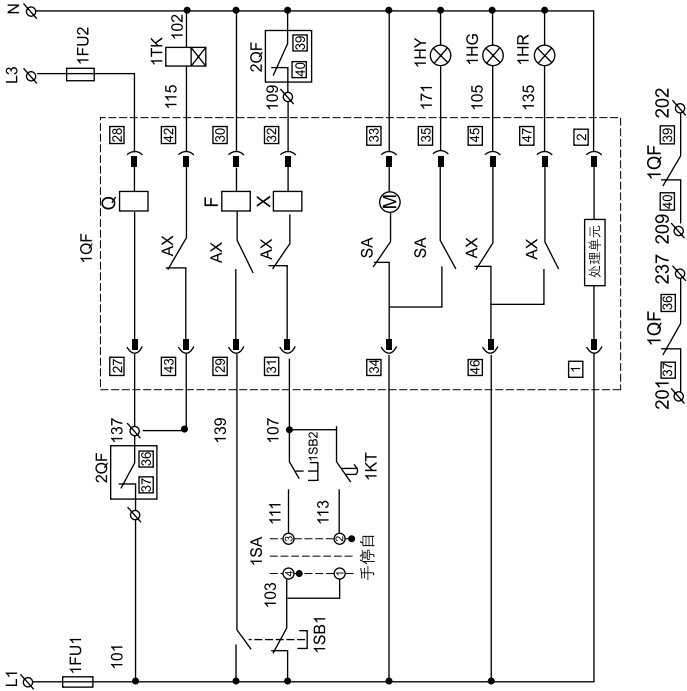 N
L3
L1
1FU2
1FU1
102
1TK
115
2QF
39
40
109
1HY
171
1HG
105
1HR
135
28
42
30
32
33
35
45
47
2
Q
F
X
M
1QF
AX
AX
AX
SA
SA
AX
AX
处理单元
27
43
29
31
34
46
1
137
2QF
36
37
139
107
1SB2
1KT
111
113
1SA
3
2
4
1
手停自
103
1SB1
101
202
39
1QF
40
209
237
36
1QF
37
201